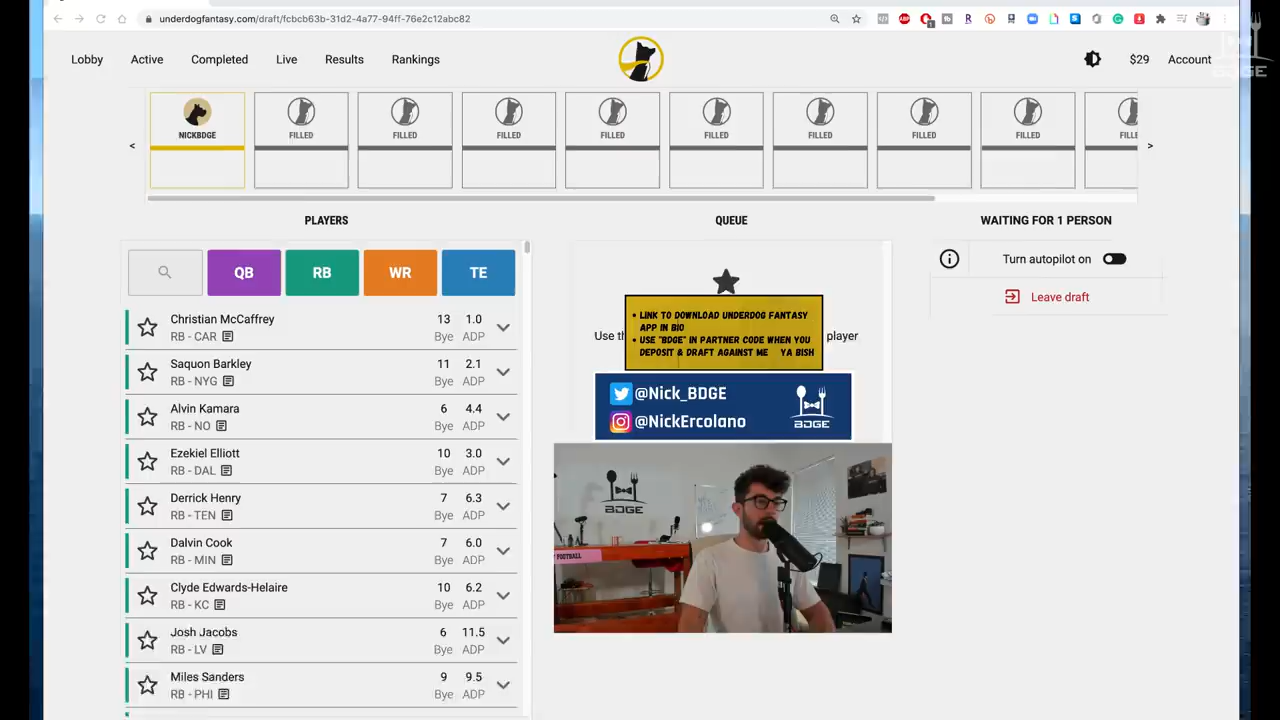 underdogfantasy.com/draft/fcbcb63b-31d2-4a77-94ff-76e2c12abc82
Lobby Active Completed Live Results Rankings $29 Account
BDGE
NICKBDGE FILLED FILLED FILLED FILLED FILLED FILLED FILLED FILLED FILLE
< >
PLAYERS QUEUE WAITING FOR 1 PERSON
QB RB WR TE
Turn autopilot on
Leave draft
Christian McCaffrey 13 1.0
RB - CAR Bye ADP
Saquon Barkley 11 2.1
RB - NYG Bye ADP
Alvin Kamara 6 4.4
RB - NO Bye ADP
Ezekiel Elliott 10 3.0
RB - DAL Bye ADP
Derrick Henry 7 6.3
RB - TEN Bye ADP
Dalvin Cook 7 6.0
RB - MIN Bye ADP
Clyde Edwards-Helaire 10 6.2
RB - KC Bye ADP
Josh Jacobs 6 11.5
RB - LV Bye ADP
Miles Sanders 9 9.5
RB - PHI Bye ADP
Use th player
• LINK TO DOWNLOAD UNDERDOG FANTASY
APP IN BIO
• USE "BDGE" IN PARTNER CODE WHEN YOU
DEPOSIT & DRAFT AGAINST ME YA BISH
@Nick_BDGE
@NickErcolano
BDGE
BDGE
FOOTBALL